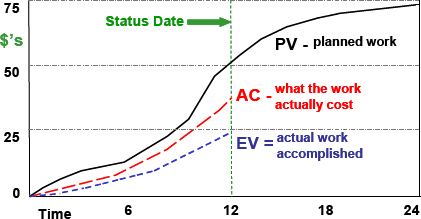 75
Status Date
$'s
PV - planned work
50
AC - what the work
actually cost
25
EV = actual work
accomplished
0
Time 6 12 18 24